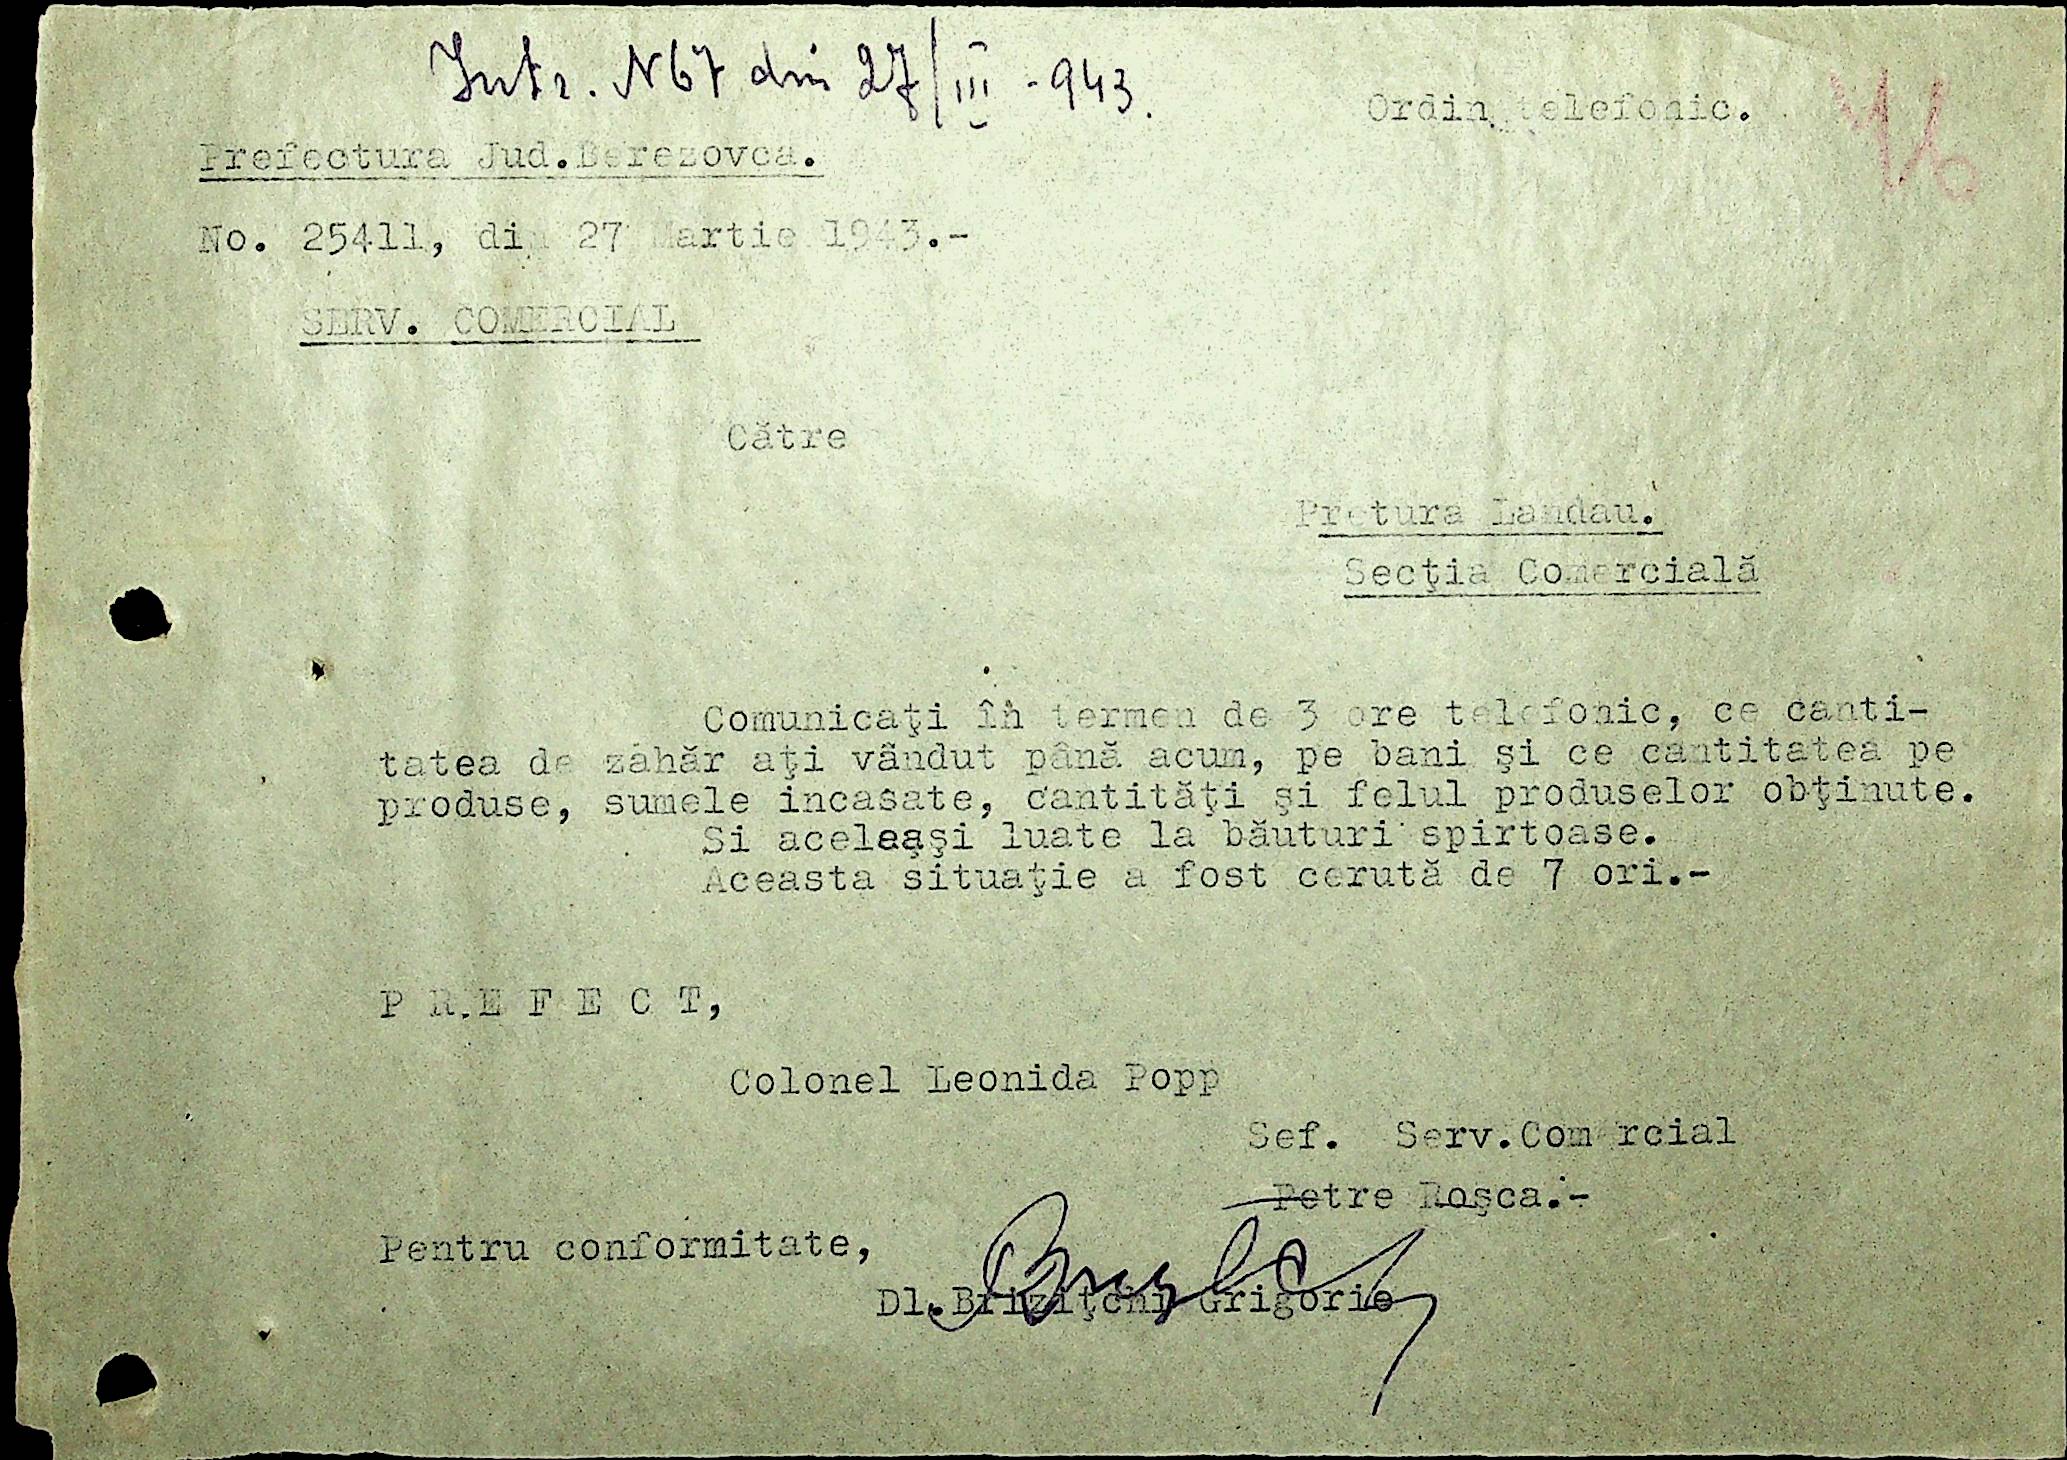 Intr. N 67 din 27/III -943.
Ordin telefonic.
Prefectura Jud.Berezovca.
No. 25411, din 27 Martie 1943.-
SERV. COMERCIAL
Către
Pretura Landau.
Secţia Comercială
Comunicaţi în termen de 3 ore telefonic, ce canti-
tatea de zahăr aţi vândut până acum, pe bani şi ce cantitatea pe
produse, sumele incasate, cantităţi şi felul produselor obţinute.
Si aceleaşi luate la băuturi spirtoase.
Aceasta situaţie a fost cerută de 7 ori.-
P R E F E C T,
Colonel Leonida Popp
Sef. Serv.Comercial
Petre Roşca.-
Pentru conformitate,
Dl.Briziţchi Grigorie